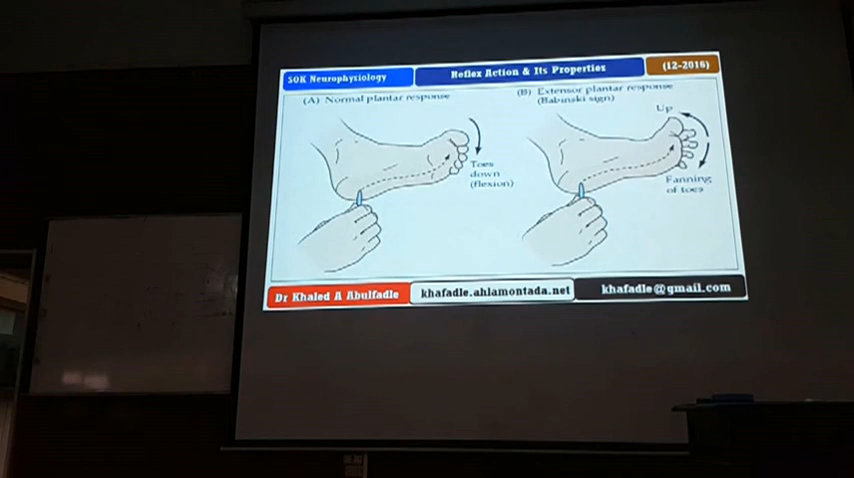 SOK Neurophysiology
Reflex Action & Its Properties
(12-2016)
(A) Normal plantar response
(B) Extensor plantar response
(Babinski sign)
Up
Toes
down
(flexion)
Fanning
of toes
Dr Khaled A Abulfadle
khafadle.ahlamontada.net
khafadle@gmail.com